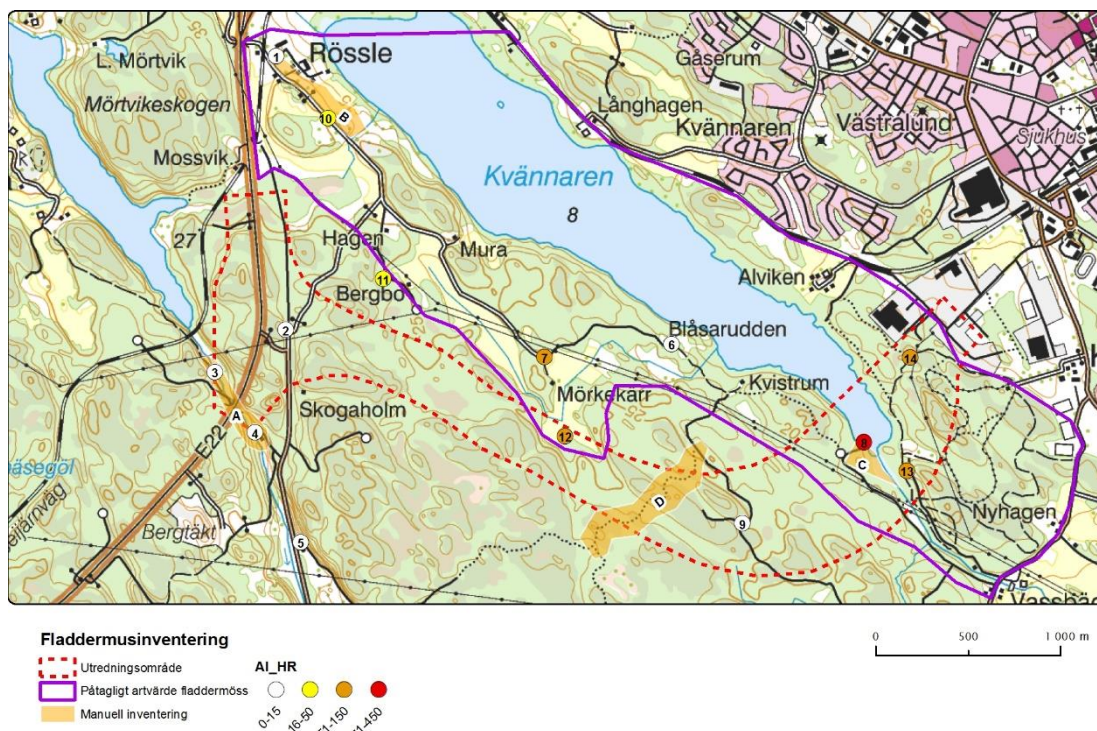 L. Mörtvik
Rössle
Gåserum
Mörtvikeskogen
Långhagen
Kvännaren
Västralund
Sjukhus
Mossvik
Kvännaren
8
27
Hagen
Mura
Bergbo
Alviken
Blåsarudden
Mörkekärr
Kvistrum
Skogaholm
E22
Bergtäkt
Nyhagen
1
10
B
11
2
7
6
14
3
A
4
12
8
C
13
D
9
5
25
25
Fladdermusinventering
Utredningsområde
Påtagligt artvärde fladdermöss
Manuell inventering
AI_HR
0-15
16-50
0 500 1 000 m